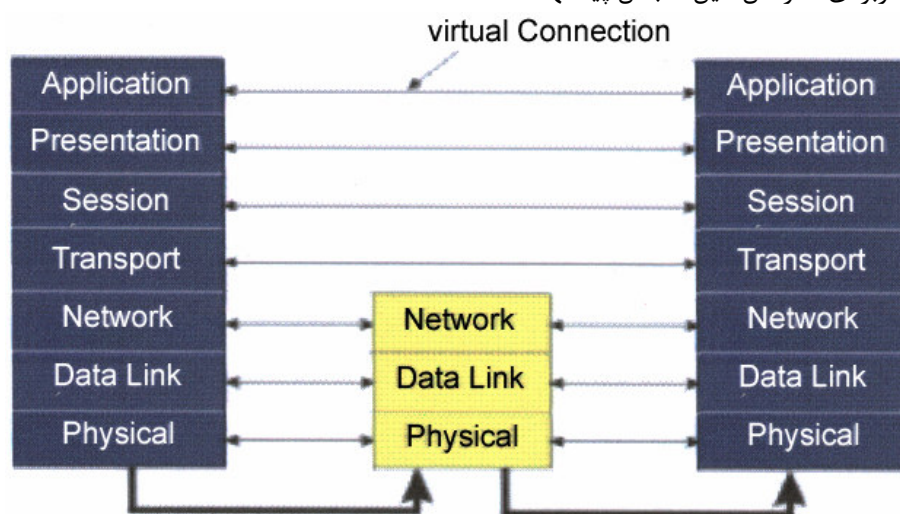 virtual Connection
Application Application
Presentation Presentation
Session Session
Transport Transport
Network Network Network
Data Link Data Link Data Link
Physical Physical Physical